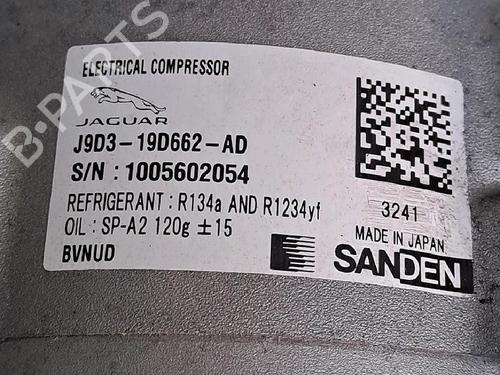 ELECTRICAL COMPRESSOR
JAGUAR
J9D3-19D662-AD
S/N : 1005602054
REFRIGERANT : R134a AND R1234yf
OIL : SP-A2 120g ±15
BVNUD
3241
MADE IN JAPAN
SANDEN
B-PARTS